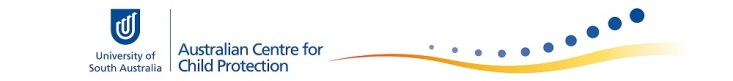 University of
South Australia
Australian Centre for
Child Protection